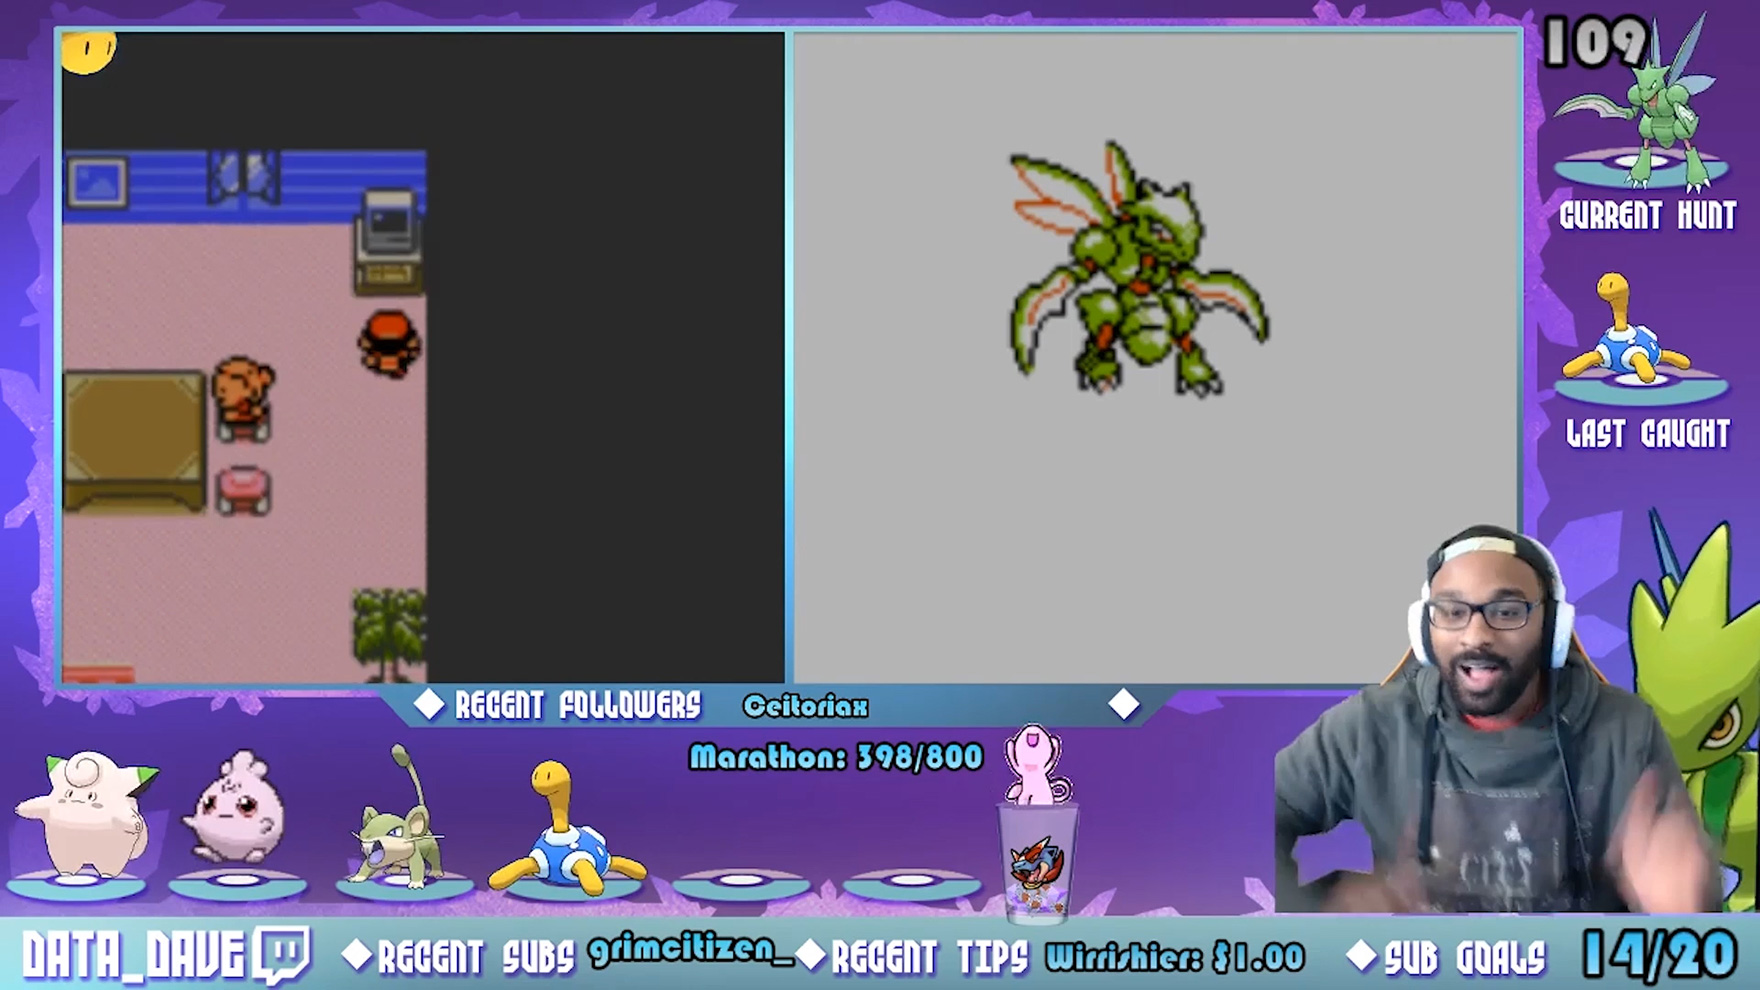 109
CURRENT HUNT
LAST CAUGHT
RECENT FOLLOWERS Ceitoriax
Marathon: 398/800
DATA_DAVE
RECENT SUBS grimcitizen_
RECENT TIPS Wirrishier: $1.00
SUB GOALS 14/20